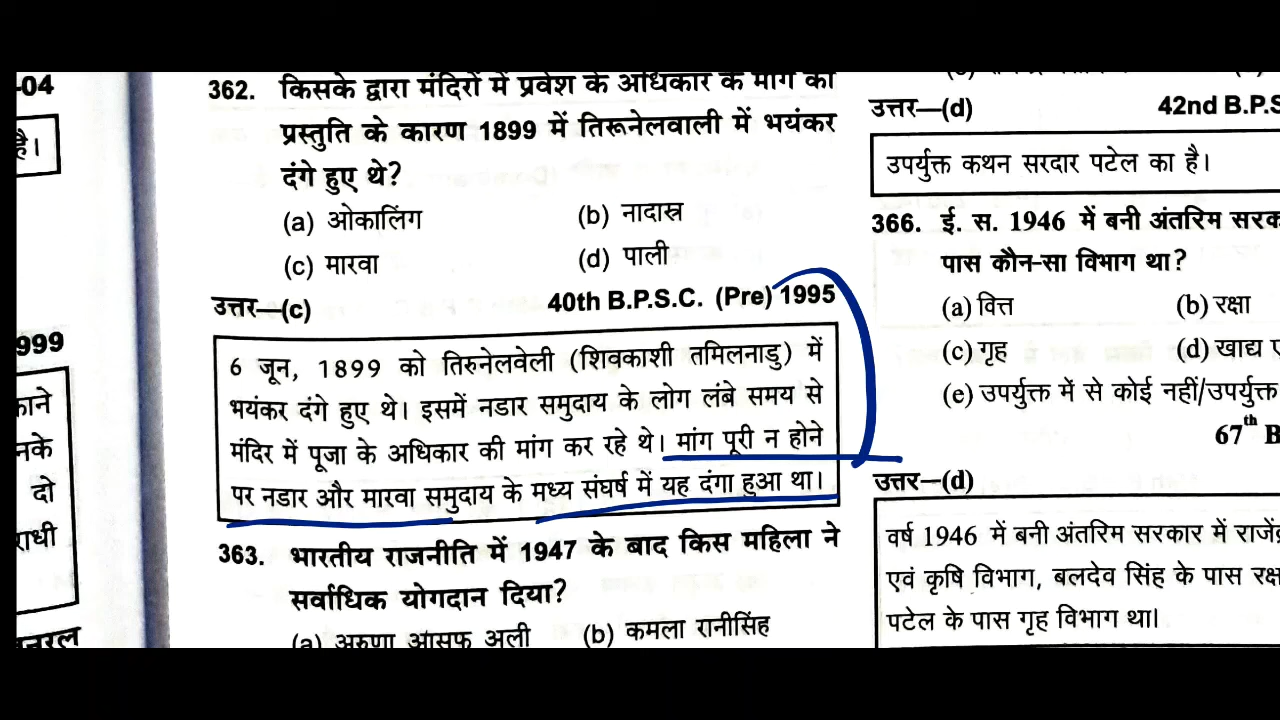 -04
है।
999
काने
नके
दो
राधी
362. किसके द्वारा मंदिरों में प्रवेश के अधिकार के मांग की
प्रस्तुति के कारण 1899 में तिरूनेलवाली में भयंकर
दंगे हुए थे?
(a) ओकालिंग (b) नादास्त्र
(c) मारवा (d) पाली
उत्तर—(c) 40th B.P.S.C. (Pre) 1995
6 जून, 1899 को तिरुनेलवेली (शिवकाशी तमिलनाडु) में
भयंकर दंगे हुए थे। इसमें नडार समुदाय के लोग लंबे समय से
मंदिर में पूजा के अधिकार की मांग कर रहे थे। मांग पूरी न होने
पर नडार और मारवा समुदाय के मध्य संघर्ष में यह दंगा हुआ था।
363. भारतीय राजनीति में 1947 के बाद किस महिला ने
सर्वाधिक योगदान दिया?
(a) अरुणा आसफ अली (b) कमला रानीसिंह
उत्तर—(d) 42nd B.P.S
उपर्युक्त कथन सरदार पटेल का है।
366. ई. स. 1946 में बनी अंतरिम सरक
पास कौन-सा विभाग था?
(a) वित्त (b) रक्षा
(c) गृह (d) खाद्य ए
(e) उपर्युक्त में से कोई नहीं/उपर्युक्त
67th B
उत्तर—(d)
वर्ष 1946 में बनी अंतरिम सरकार में राजें
एवं कृषि विभाग, बलदेव सिंह के पास रक्ष
पटेल के पास गृह विभाग था।